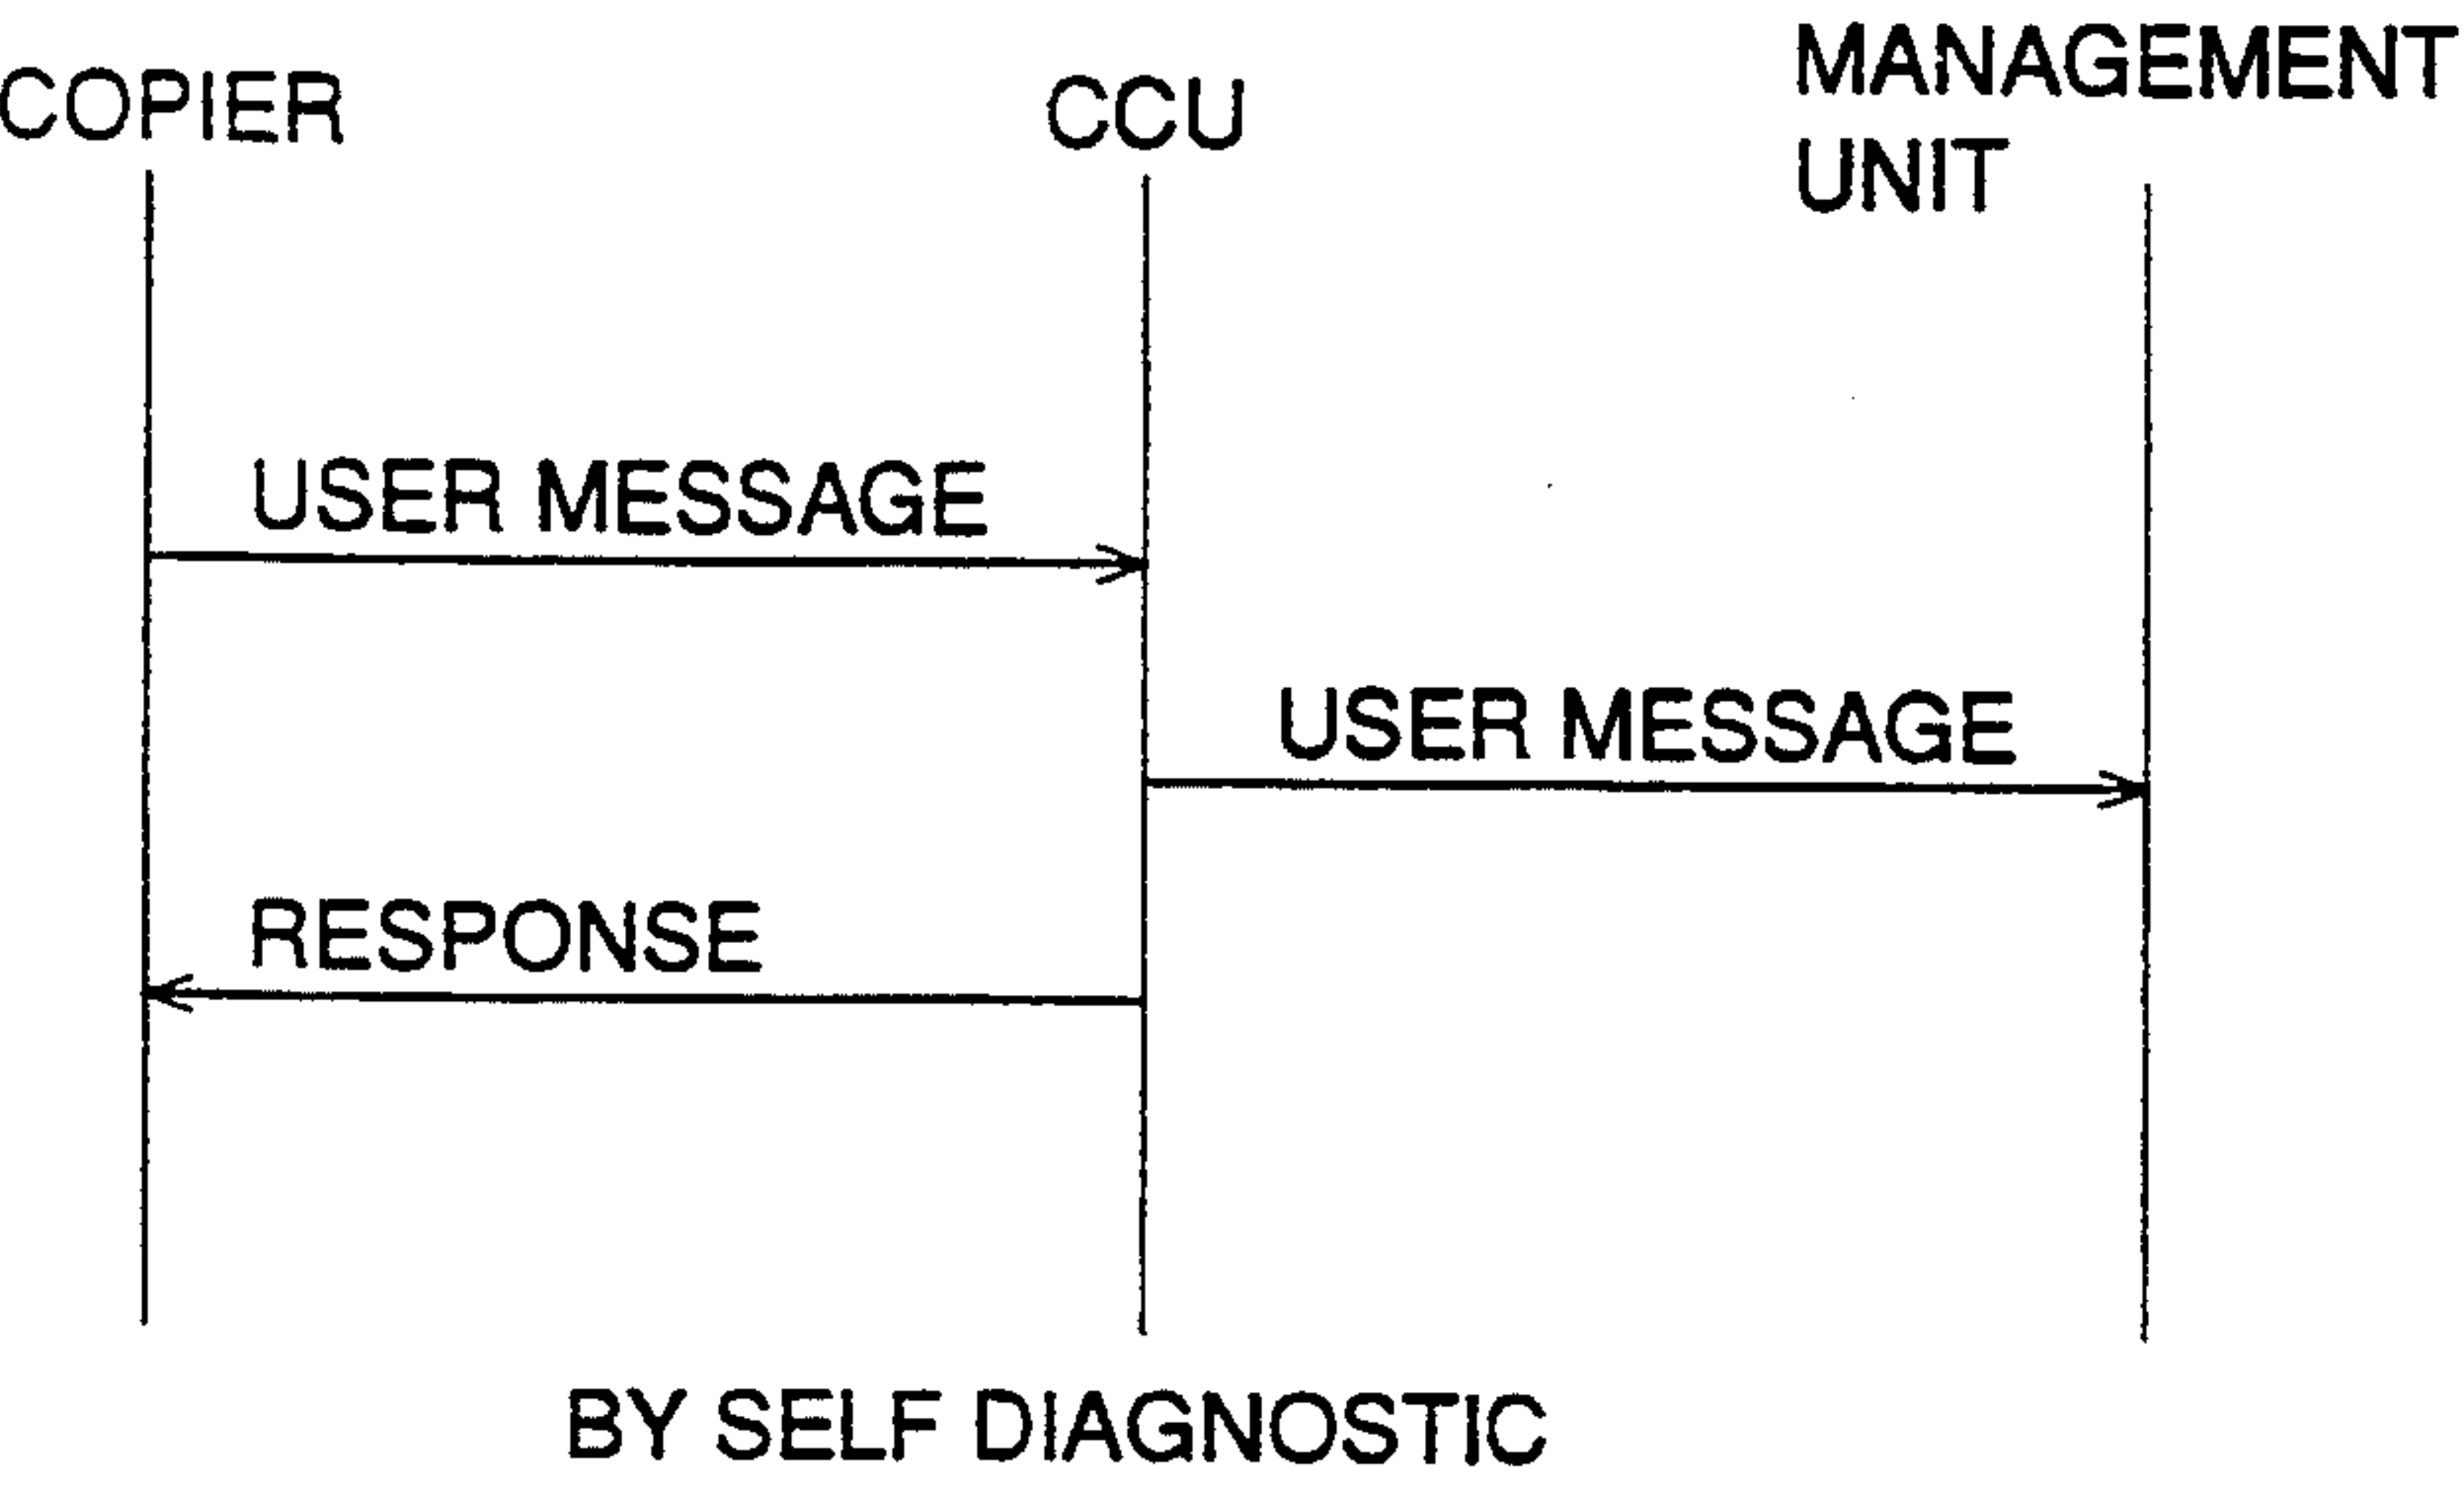 COPIER
CCU
MANAGEMENT
UNIT
USER MESSAGE
USER MESSAGE
RESPONSE
BY SELF DIAGNOSTIC